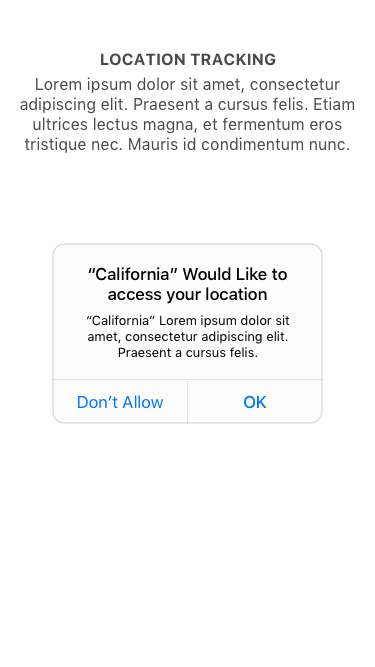 LOCATION TRACKING
Lorem ipsum dolor sit amet, consectetur
adipiscing elit. Praesent a cursus felis. Etiam
ultrices lectus magna, et fermentum eros
tristique nec. Mauris id condimentum nunc.
“California” Would Like to
access your location
“California” Lorem ipsum dolor sit
amet, consectetur adipiscing elit.
Praesent a cursus felis.
Don’t Allow
OK